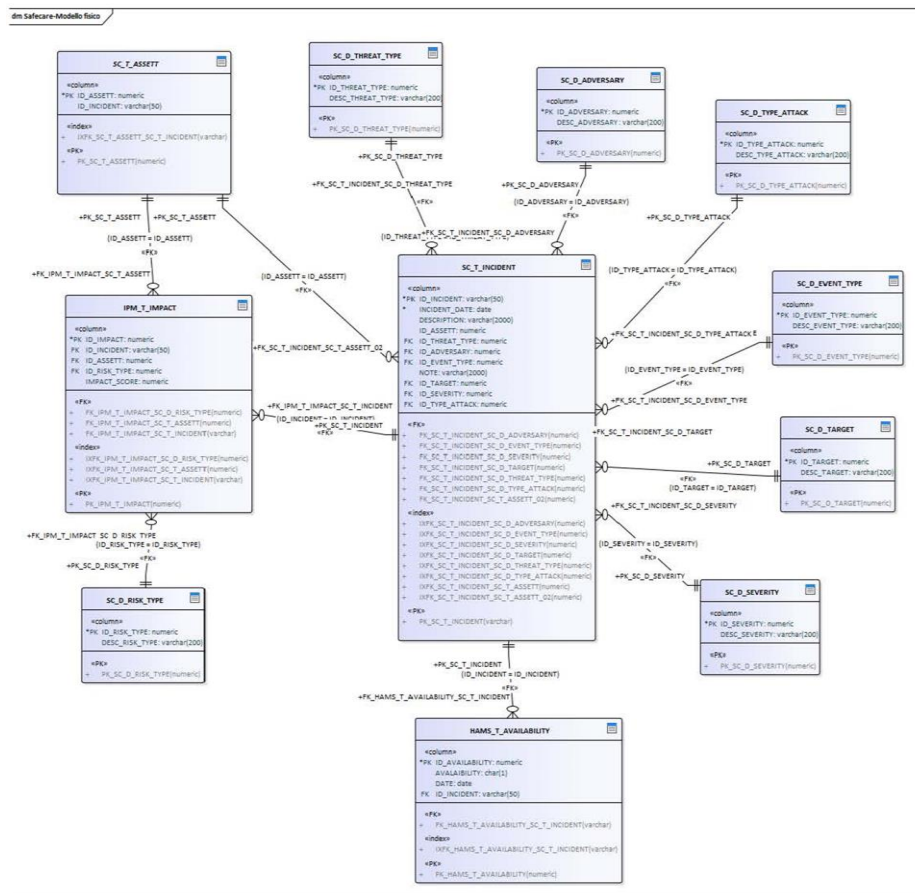 dm Safecare-Modello fisico
SC_T_ASSETT
«column»
*PK ID_ASSETT: numeric
ID_INCIDENT: varchar(50)
«index»
+ IXFK_SC_T_ASSETT_SC_T_INCIDENT(varchar)
«PK»
+ PK_SC_T_ASSETT(numeric)
SC_D_THREAT_TYPE
«column»
*PK ID_THREAT_TYPE: numeric
DESC_THREAT_TYPE: varchar(200)
«PK»
+ PK_SC_D_THREAT_TYPE(numeric)
SC_D_ADVERSARY
«column»
*PK ID_ADVERSARY: numeric
DESC_ADVERSARY: varchar(200)
«PK»
+ PK_SC_D_ADVERSARY(numeric)
SC_D_TYPE_ATTACK
«column»
*PK ID_TYPE_ATTACK: numeric
DESC_TYPE_ATTACK: varchar(200)
«PK»
+ PK_SC_D_TYPE_ATTACK(numeric)
+PK_SC_D_THREAT_TYPE
+FK_SC_T_INCIDENT_SC_D_THREAT_TYPE
«FK»
+PK_SC_D_ADVERSARY
(ID_ADVERSARY = ID_ADVERSARY)
«FK»
+FK_SC_T_INCIDENT_SC_D_ADVERSARY
+PK_SC_D_TYPE_ATTACK
(ID_TYPE_ATTACK = ID_TYPE_ATTACK)
«FK»
+FK_SC_T_INCIDENT_SC_D_TYPE_ATTACK E
+PK_SC_T_ASSETT
+PK_SC_T_ASSETT
(ID_ASSETT = ID_ASSETT)
«FK»
+FK_IPM_T_IMPACT_SC_T_ASSETT
(ID_ASSETT = ID_ASSETT)
«FK»
+FK_SC_T_INCIDENT_SC_T_ASSETT_02
SC_T_INCIDENT
«column»
*PK ID_INCIDENT: varchar(50)
* INCIDENT_DATE: date
DESCRIPTION: varchar(2000)
ID_ASSETT: numeric
FK ID_THREAT_TYPE: numeric
FK ID_ADVERSARY: numeric
FK ID_EVENT_TYPE: numeric
NOTE: varchar(2000)
FK ID_TARGET: numeric
FK ID_SEVERITY: numeric
FK ID_TYPE_ATTACK: numeric
«FK»
+ FK_SC_T_INCIDENT_SC_D_ADVERSARY(numeric)
+ FK_SC_T_INCIDENT_SC_D_EVENT_TYPE(numeric)
+ FK_SC_T_INCIDENT_SC_D_SEVERITY(numeric)
+ FK_SC_T_INCIDENT_SC_D_TARGET(numeric)
+ FK_SC_T_INCIDENT_SC_D_THREAT_TYPE(numeric)
+ FK_SC_T_INCIDENT_SC_D_TYPE_ATTACK(numeric)
+ FK_SC_T_INCIDENT_SC_T_ASSETT_02(numeric)
«index»
+ IXFK_SC_T_INCIDENT_SC_D_ADVERSARY(numeric)
+ IXFK_SC_T_INCIDENT_SC_D_EVENT_TYPE(numeric)
+ IXFK_SC_T_INCIDENT_SC_D_SEVERITY(numeric)
+ IXFK_SC_T_INCIDENT_SC_D_TARGET(numeric)
+ IXFK_SC_T_INCIDENT_SC_D_THREAT_TYPE(numeric)
+ IXFK_SC_T_INCIDENT_SC_D_TYPE_ATTACK(numeric)
+ IXFK_SC_T_INCIDENT_SC_T_ASSETT(numeric)
+ IXFK_SC_T_INCIDENT_SC_T_ASSETT_02(numeric)
«PK»
+ PK_SC_T_INCIDENT(varchar)
SC_D_EVENT_TYPE
«column»
*PK ID_EVENT_TYPE: numeric
DESC_EVENT_TYPE: varchar(200)
«PK»
+ PK_SC_D_EVENT_TYPE(numeric)
(ID_EVENT_TYPE = ID_EVENT_TYPE)
«FK»
+FK_SC_T_INCIDENT_SC_D_EVENT_TYPE
IPM_T_IMPACT
«column»
*PK ID_IMPACT: numeric
FK ID_INCIDENT: varchar(50)
FK ID_ASSETT: numeric
FK ID_RISK_TYPE: numeric
IMPACT_SCORE: numeric
«FK»
+ FK_IPM_T_IMPACT_SC_D_RISK_TYPE(numeric)
+ FK_IPM_T_IMPACT_SC_T_ASSETT(numeric)
+ FK_IPM_T_IMPACT_SC_T_INCIDENT(varchar)
«index»
+ IXFK_IPM_T_IMPACT_SC_D_RISK_TYPE(numeric)
+ IXFK_IPM_T_IMPACT_SC_T_ASSETT(numeric)
+ IXFK_IPM_T_IMPACT_SC_T_INCIDENT(varchar)
«PK»
+ PK_IPM_T_IMPACT(numeric)
+FK_IPM_T_IMPACT_SC_T_INCIDENT
(ID_INCIDENT = ID_INCIDENT)
+PK_SC_T_INCIDENT
«FK»
+FK_SC_T_INCIDENT_SC_D_TARGET
SC_D_TARGET
«column»
*PK ID_TARGET: numeric
DESC_TARGET: varchar(200)
«PK»
+ PK_SC_D_TARGET(numeric)
+PK_SC_D_TARGET
«FK»
(ID_TARGET = ID_TARGET)
+FK_SC_T_INCIDENT_SC_D_SEVERITY
(ID_SEVERITY = ID_SEVERITY)
«FK»
+PK_SC_D_SEVERITY
SC_D_SEVERITY
«column»
*PK ID_SEVERITY: numeric
DESC_SEVERITY: varchar(200)
«PK»
+ PK_SC_D_SEVERITY(numeric)
+FK_IPM_T_IMPACT_SC_D_RISK_TYPE
(ID_RISK_TYPE = ID_RISK_TYPE)
«FK»
+PK_SC_D_RISK_TYPE
SC_D_RISK_TYPE
«column»
*PK ID_RISK_TYPE: numeric
DESC_RISK_TYPE: varchar(200)
«PK»
+ PK_SC_D_RISK_TYPE(numeric)
+PK_SC_T_INCIDENT
(ID_INCIDENT = ID_INCIDENT)
«FK»
+FK_HAMS_T_AVAILABILITY_SC_T_INCIDENT
HAMS_T_AVAILABILITY
«column»
*PK ID_AVAILABILITY: numeric
AVALAIBILITY: char(1)
DATE: date
FK ID_INCIDENT: varchar(50)
«FK»
+ FK_HAMS_T_AVAILABILITY_SC_T_INCIDENT(varchar)
«index»
+ IXFK_HAMS_T_AVAILABILITY_SC_T_INCIDENT(varchar)
«PK»
+ PK_HAMS_T_AVAILABILITY(numeric)